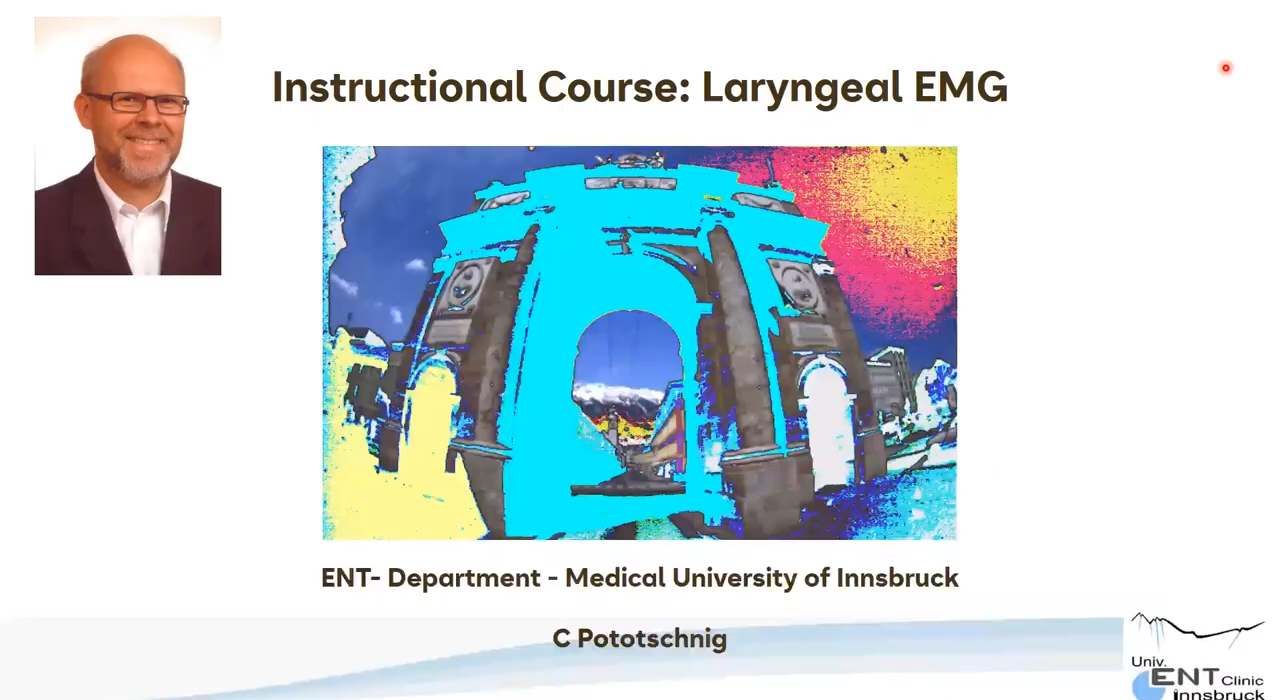 Instructional Course: Laryngeal EMG
ENT- Department - Medical University of Innsbruck
C Pototschnig
Univ.
ENT Clinic
Innsbruck